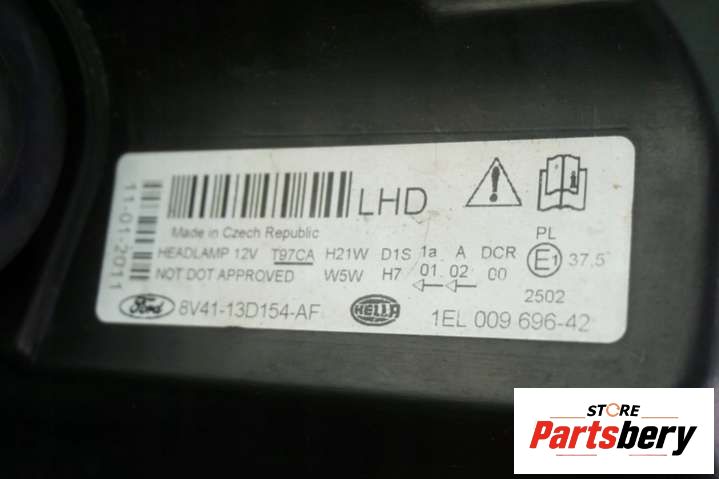 LHD
Made in Czech Republic
HEADLAMP 12V T97CA H21W D1S 1a A DCR PL
NOT DOT APPROVED W5W H7 01 02 00 E1 37,5
2502
Ford 8V41-13D154-AF HELLA 1EL 009 696-42
11-01-2011
STORE
Partsbery